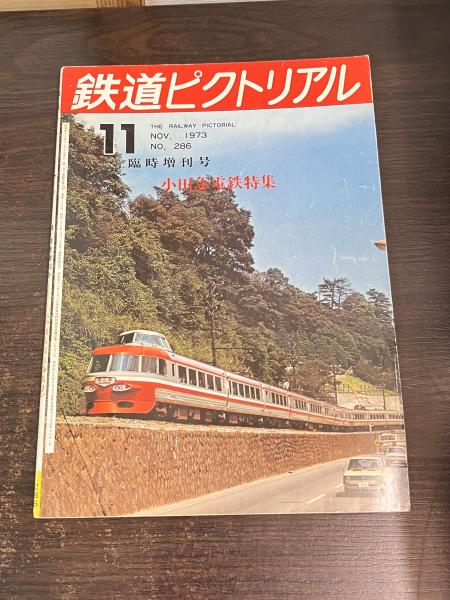 鉄道ピクトリアル
11
THE RAILWAY PICTORIAL
NOV. 1973
NO. 286
臨時増刊号
小田急電鉄特集